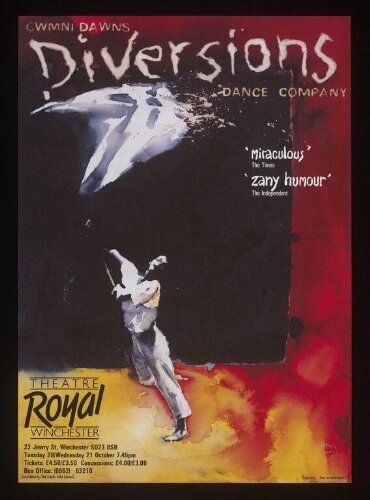 CWMNI DAWNS
Diversions
DANCE COMPANY
'miraculous'
The Times
'zany humour'
The Independent
THEATRE
Royal
WINCHESTER
23 Jewry St, Winchester SO23 8SB
Tuesday 20/Wednesday 21 October 7.45pm
Tickets: £4.50/£3.50 Concessions: £4.00/£3.00
Box Office: (0962) 63210